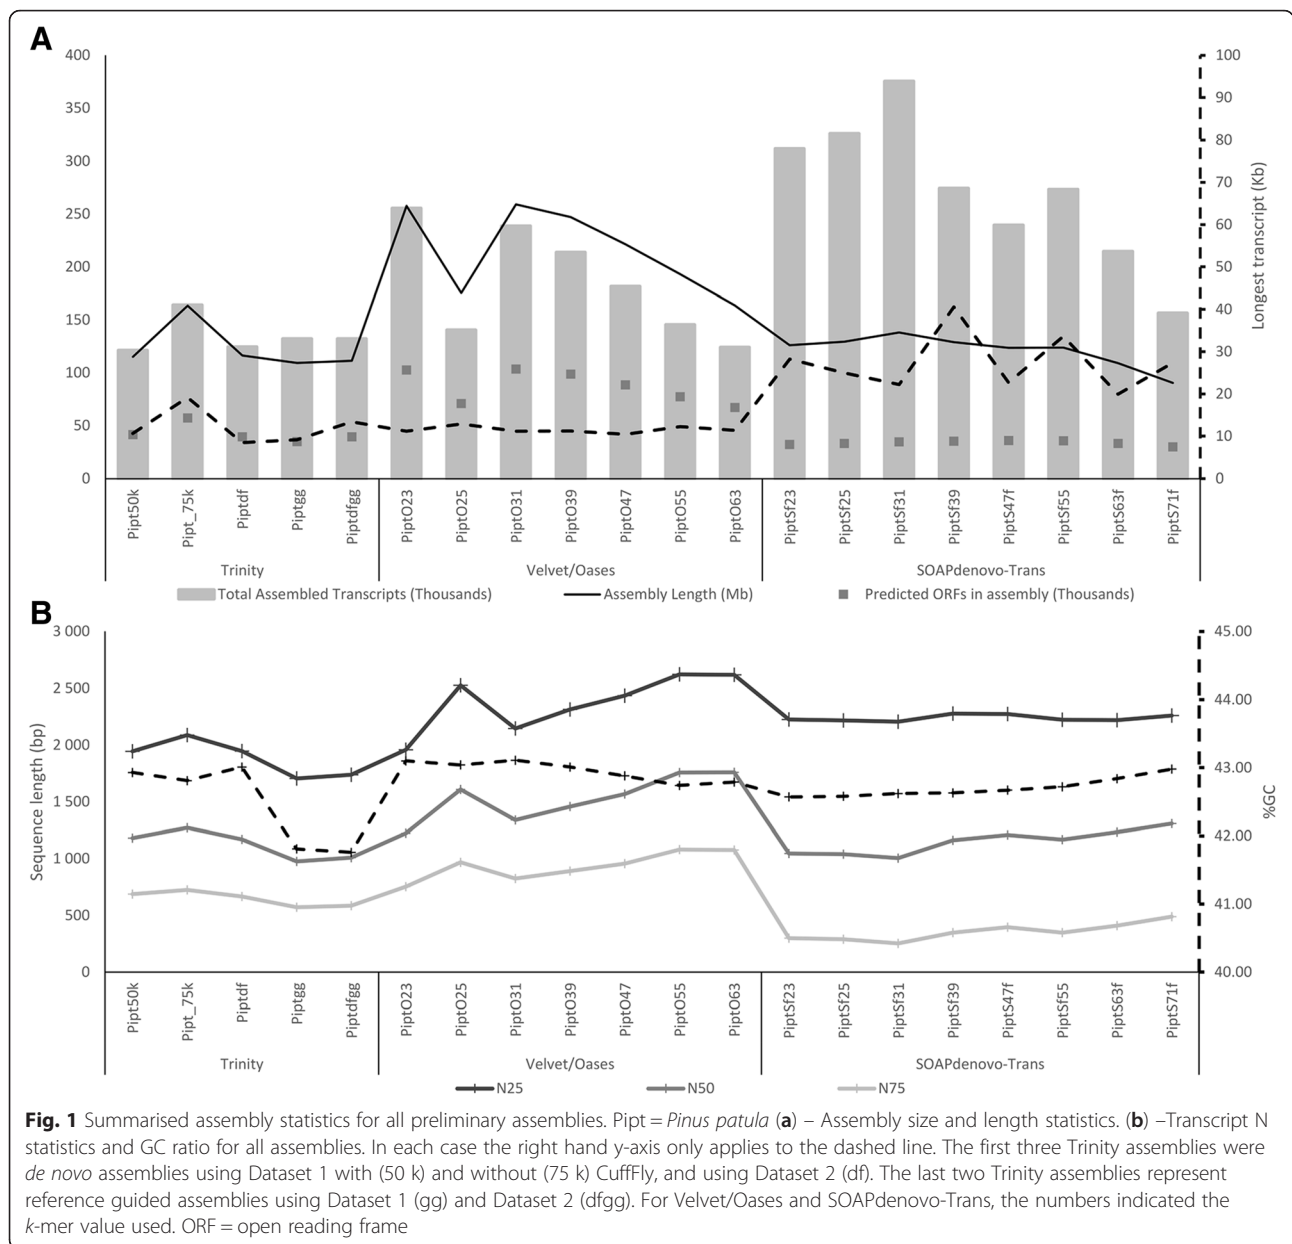 A
400
350
300
250
200
150
100
50
0
100
90
80
70
60
50
40
30
20
10
0
Longest transcript (Kb)
Pipt50k
Pipt_75k
Piptdf
Piptgg
Piptdfgg
PiptO23
PiptO25
PiptO31
PiptO39
PiptO47
PiptO55
PiptO63
PiptSf23
PiptSf25
PiptSf31
PiptSf39
PiptS47f
PiptSf55
PiptS63f
PiptS71f
Trinity
Velvet/Oases
SOAPdenovo-Trans
Total Assembled Transcripts (Thousands)
Assembly Length (Mb)
Predicted ORFs in assembly (Thousands)
B
3 000
2 500
2 000
1 500
1 000
500
0
Sequence length (bp)
45.00
44.00
43.00
42.00
41.00
40.00
%GC
Pipt50k
Pipt_75k
Piptdf
Piptgg
Piptdfgg
PiptO23
PiptO25
PiptO31
PiptO39
PiptO47
PiptO55
PiptO63
PiptSf23
PiptSf25
PiptSf31
PiptSf39
PiptS47f
PiptSf55
PiptS63f
PiptS71f
Trinity
Velvet/Oases
SOAPdenovo-Trans
N25
N50
N75
Fig. 1 Summarised assembly statistics for all preliminary assemblies. Pipt = Pinus patula (a) – Assembly size and length statistics. (b) –Transcript N
statistics and GC ratio for all assemblies. In each case the right hand y-axis only applies to the dashed line. The first three Trinity assemblies were
de novo assemblies using Dataset 1 with (50 k) and without (75 k) CuffFly, and using Dataset 2 (df). The last two Trinity assemblies represent
reference guided assemblies using Dataset 1 (gg) and Dataset 2 (dfgg). For Velvet/Oases and SOAPdenovo-Trans, the numbers indicated the
k-mer value used. ORF = open reading frame